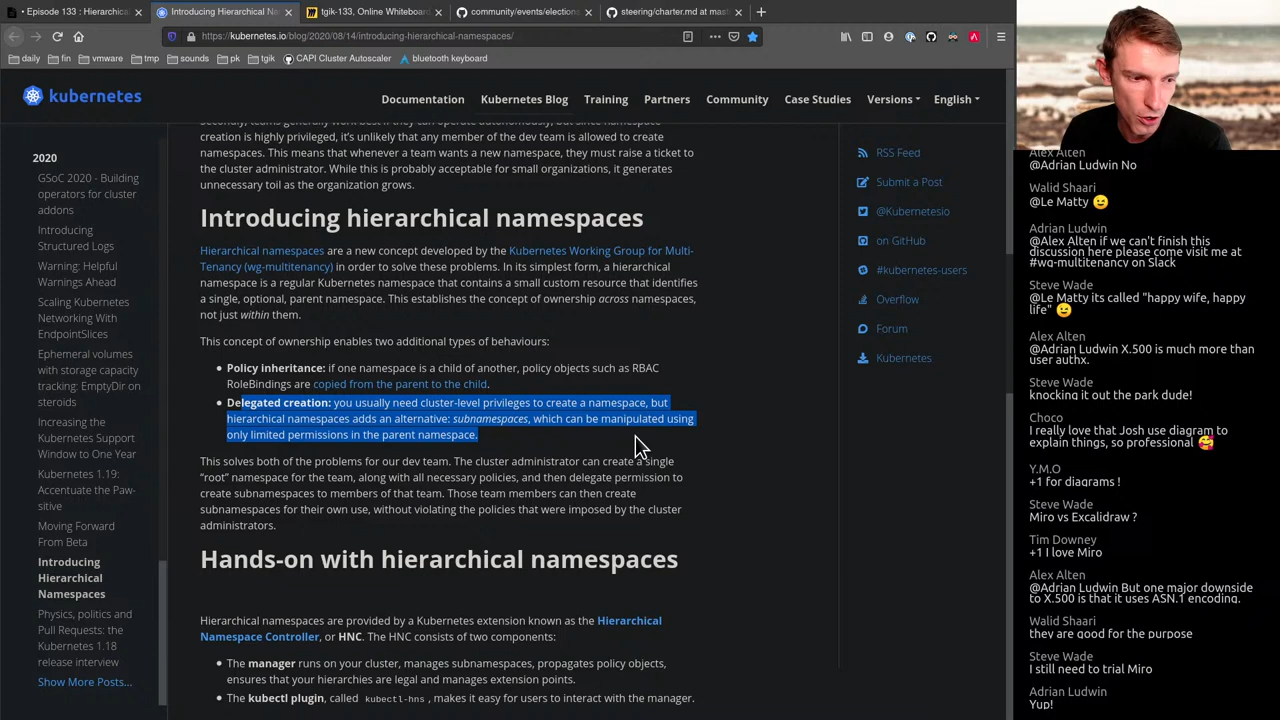 • Episode 133 : Hierarchical
Introducing Hierarchical Na
tgik-133, Online Whiteboard
community/events/elections
steering/charter.md at mast
https://kubernetes.io/blog/2020/08/14/introducing-hierarchical-namespaces/
daily
fin
vmware
tmp
sounds
pk
tgik
CAPI Cluster Autoscaler
bluetooth keyboard
kubernetes
Documentation
Kubernetes Blog
Training
Partners
Community
Case Studies
Versions
English
2020
GSoC 2020 - Building
operators for cluster
addons
Introducing
Structured Logs
Warning: Helpful
Warnings Ahead
Scaling Kubernetes
Networking With
EndpointSlices
Ephemeral volumes
with storage capacity
tracking: EmptyDir on
steroids
Increasing the
Kubernetes Support
Window to One Year
Kubernetes 1.19:
Accentuate the Paw-
sitive
Moving Forward
From Beta
Introducing
Hierarchical
Namespaces
Physics, politics and
Pull Requests: the
Kubernetes 1.18
release interview
Show More Posts...
Secondly, teams generally work best if they can operate autonomously, but since namespace
creation is highly privileged, it's unlikely that any member of the dev team is allowed to create
namespaces. This means that whenever a team wants a new namespace, they must raise a ticket to
the cluster administrator. While this is probably acceptable for small organizations, it generates
unnecessary toil as the organization grows.
Introducing hierarchical namespaces
Hierarchical namespaces are a new concept developed by the Kubernetes Working Group for Multi-
Tenancy (wg-multitenancy) in order to solve these problems. In its simplest form, a hierarchical
namespace is a regular Kubernetes namespace that contains a small custom resource that identifies
a single, optional, parent namespace. This establishes the concept of ownership across namespaces,
not just within them.
This concept of ownership enables two additional types of behaviours:
• Policy inheritance: if one namespace is a child of another, policy objects such as RBAC
RoleBindings are copied from the parent to the child.
• Delegated creation: you usually need cluster-level privileges to create a namespace, but
hierarchical namespaces adds an alternative: subnamespaces, which can be manipulated using
only limited permissions in the parent namespace.
This solves both of the problems for our dev team. The cluster administrator can create a single
“root” namespace for the team, along with all necessary policies, and then delegate permission to
create subnamespaces to members of that team. Those team members can then create
subnamespaces for their own use, without violating the policies that were imposed by the cluster
administrators.
Hands-on with hierarchical namespaces
Hierarchical namespaces are provided by a Kubernetes extension known as the Hierarchical
Namespace Controller, or HNC. The HNC consists of two components:
• The manager runs on your cluster, manages subnamespaces, propagates policy objects,
ensures that your hierarchies are legal and manages extension points.
• The kubectl plugin, called kubectl-hns , makes it easy for users to interact with the manager.
RSS Feed
Submit a Post
@Kubernetesio
on GitHub
#kubernetes-users
Overflow
Forum
Kubernetes
Alex Alten
@Adrian Ludwin No
Walid Shaari
@Le Matty 😉
Adrian Ludwin
@Alex Alten if we can't finish this
discussion here please come visit me at
#wg-multitenancy on Slack
Steve Wade
@Le Matty its called "happy wife, happy
life" 😉
Alex Alten
@Adrian Ludwin X.500 is much more than
user authx.
Steve Wade
knocking it out the park dude!
Choco
I really love that Josh use diagram to
explain things, so professional 🥰
Y.M.O
+1 for diagrams !
Steve Wade
Miro vs Excalidraw ?
Tim Downey
+1 I love Miro
Alex Alten
@Adrian Ludwin But one major downside
to X.500 is that it uses ASN.1 encoding.
Walid Shaari
they are good for the purpose
Steve Wade
I still need to trial Miro
Adrian Ludwin
Yup!